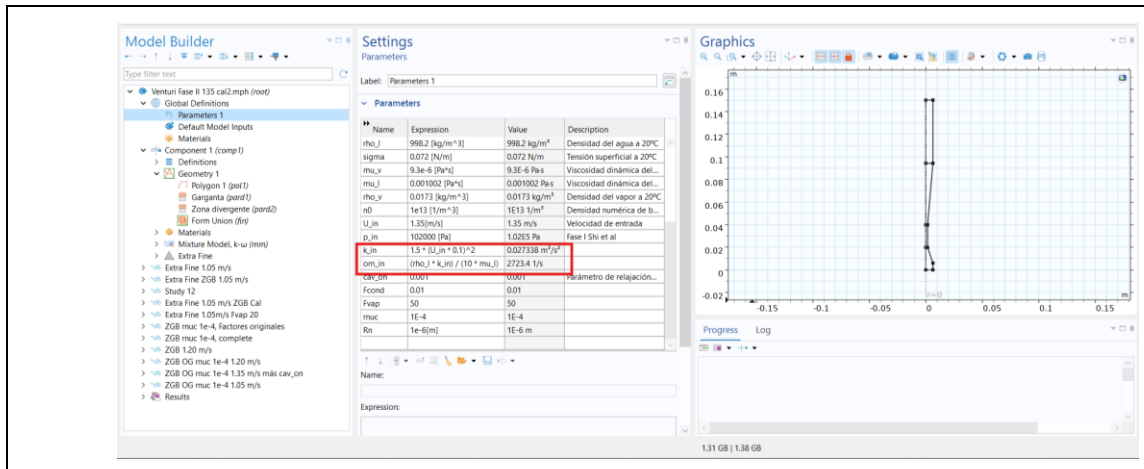 Model Builder
Type filter text
Venturi Fase II 135 cal2.mph (root)
Global Definitions
Parameters 1
Default Model Inputs
Materials
Component 1 (comp1)
Definitions
Geometry 1
Polygon 1 (pol1)
Garganta (pard1)
Zona divergente (pard2)
Form Union (fin)
Materials
Mixture Model, k-ω (mm)
Extra Fine
Extra Fine 1.05 m/s
Extra Fine ZGB 1.05 m/s
Study 12
Extra Fine 1.05 m/s ZGB Cal
Extra Fine 1.05m/s Fvap 20
ZGB rnuc 1e-4, Factores originales
ZGB rnuc 1e-4, complete
ZGB 1.20 m/s
ZGB OG rnuc 1e-4 1.20 m/s
ZGB OG rnuc 1e-4 1.35 m/s más cav_on
ZGB OG rnuc 1e-4 1.05 m/s
Results
Settings
Parameters
Label: Parameters 1
Parameters
Name Expression Value Description
rho_l 998.2 [kg/m^3] 998.2 kg/m³ Densidad del agua a 20ºC
sigma 0.072 [N/m] 0.072 N/m Tensión superficial a 20ºC
mu_v 9.3e-6 [Pa*s] 9.3E-6 Pa·s Viscosidad dinámica del...
mu_l 0.001002 [Pa*s] 0.001002 Pa·s Viscosidad dinámica del...
rho_v 0.0173 [kg/m^3] 0.0173 kg/m³ Densidad del vapor a 20ºC
n0 1e13 [1/m^3] 1E13 1/m³ Densidad numérica de b...
U_in 1.35[m/s] 1.35 m/s Velocidad de entrada
p_in 102000 [Pa] 1.02E5 Pa Fase I Shi et al
k_in 1.5 * (U_in * 0.1)^2 0.027338 m²/s²
om_in (rho_l * k_in) / (10 * mu_l) 2723.4 1/s
cav_on 0.001 0.001 Parámetro de relajación...
Fcond 0.01 0.01
Fvap 50 50
rnuc 1E-4 1E-4
Rn 1e-6[m] 1E-6 m
Name:
Expression:
Graphics
m
0.16
0.14
0.12
0.1
0.08
0.06
0.04
0.02
0
-0.02
r=0
m
-0.15 -0.1 -0.05 0 0.05 0.1 0.15
Progress Log
1.31 GB | 1.38 GB